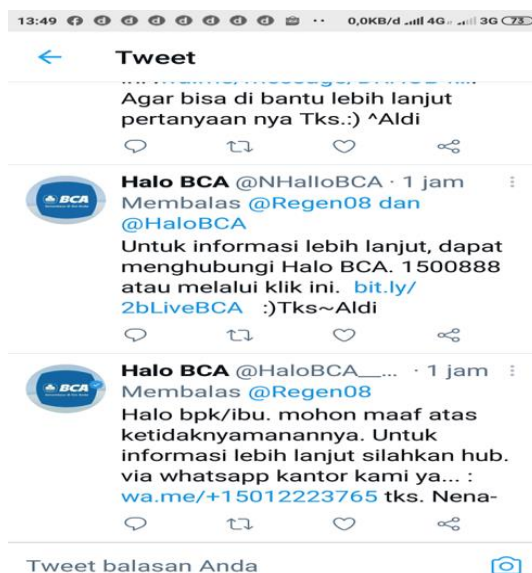 13:49 0,0KB/d 4G 3G 73
Tweet
Agar bisa di bantu lebih lanjut
pertanyaan nya Tks.:) ^Aldi
Halo BCA @NHalloBCA · 1 jam
Membalas @Regen08 dan
@HaloBCA
BCA
Untuk informasi lebih lanjut, dapat
menghubungi Halo BCA. 1500888
atau melalui klik ini. bit.ly/
2bLiveBCA :)Tks~Aldi
Halo BCA @HaloBCA__... · 1 jam
Membalas @Regen08
BCA
Halo bpk/ibu. mohon maaf atas
ketidaknyamanannya. Untuk
informasi lebih lanjut silahkan hub.
via whatsapp kantor kami ya... :
wa.me/+15012223765 tks. Nena-
Tweet balasan Anda